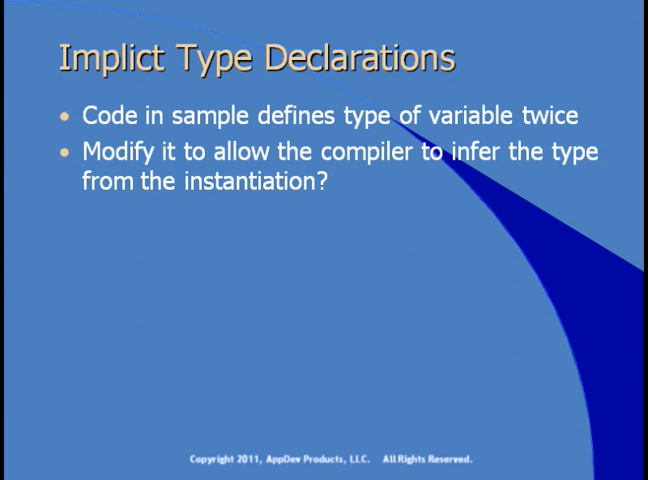 Implict Type Declarations
• Code in sample defines type of variable twice
• Modify it to allow the compiler to infer the type
from the instantiation?
Copyright 2011, AppDev Products, LLC. All Rights Reserved.